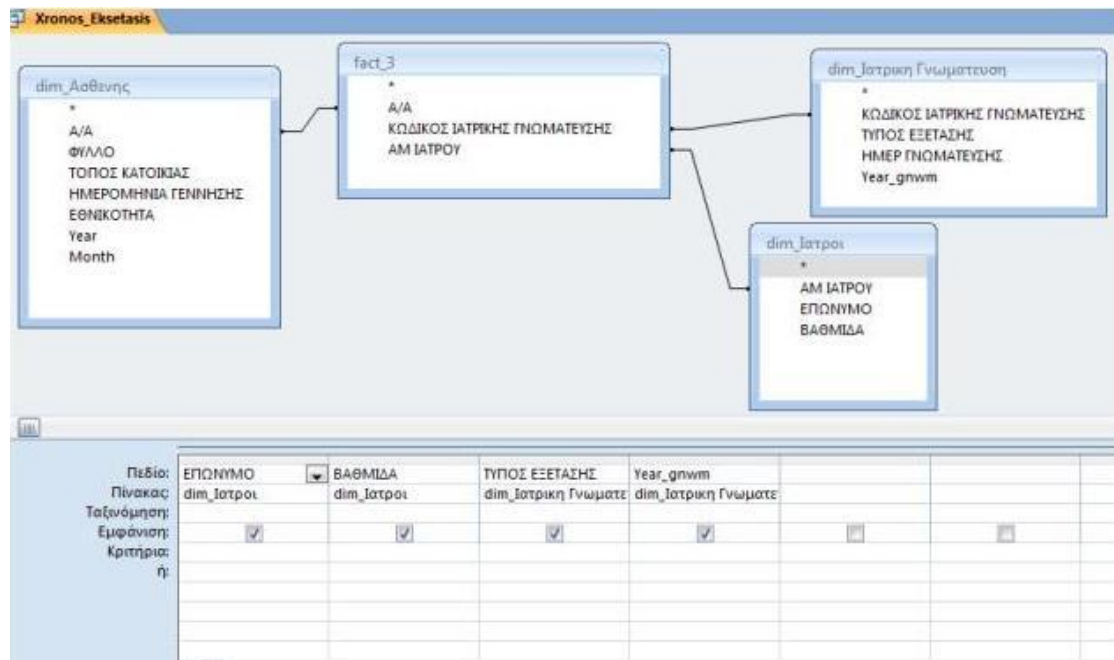 Xronos_Eksetasis
dim_Ασθενης
*
Α/Α
ΦΥΛΛΟ
ΤΟΠΟΣ ΚΑΤΟΙΚΙΑΣ
ΗΜΕΡΟΜΗΝΙΑ ΓΕΝΝΗΣΗΣ
ΕΘΝΙΚΟΤΗΤΑ
Year
Month
fact_3
*
Α/Α
ΚΩΔΙΚΟΣ ΙΑΤΡΙΚΗΣ ΓΝΩΜΑΤΕΥΣΗΣ
ΑΜ ΙΑΤΡΟΥ
dim_Ιατρικη Γνωματευση
*
ΚΩΔΙΚΟΣ ΙΑΤΡΙΚΗΣ ΓΝΩΜΑΤΕΥΣΗΣ
ΤΥΠΟΣ ΕΞΕΤΑΣΗΣ
ΗΜΕΡ ΓΝΩΜΑΤΕΥΣΗΣ
Year_gnwm
dim_Ιατροι
*
ΑΜ ΙΑΤΡΟΥ
ΕΠΩΝΥΜΟ
ΒΑΘΜΙΔΑ
Πεδίο: ΕΠΩΝΥΜΟ ΒΑΘΜΙΔΑ ΤΥΠΟΣ ΕΞΕΤΑΣΗΣ Year_gnwm
Πίνακας: dim_Ιατροι dim_Ιατροι dim_Ιατρικη Γνωματε dim_Ιατρικη Γνωματε
Ταξινόμηση:
Εμφάνιση:
Κριτήρια:
ή: